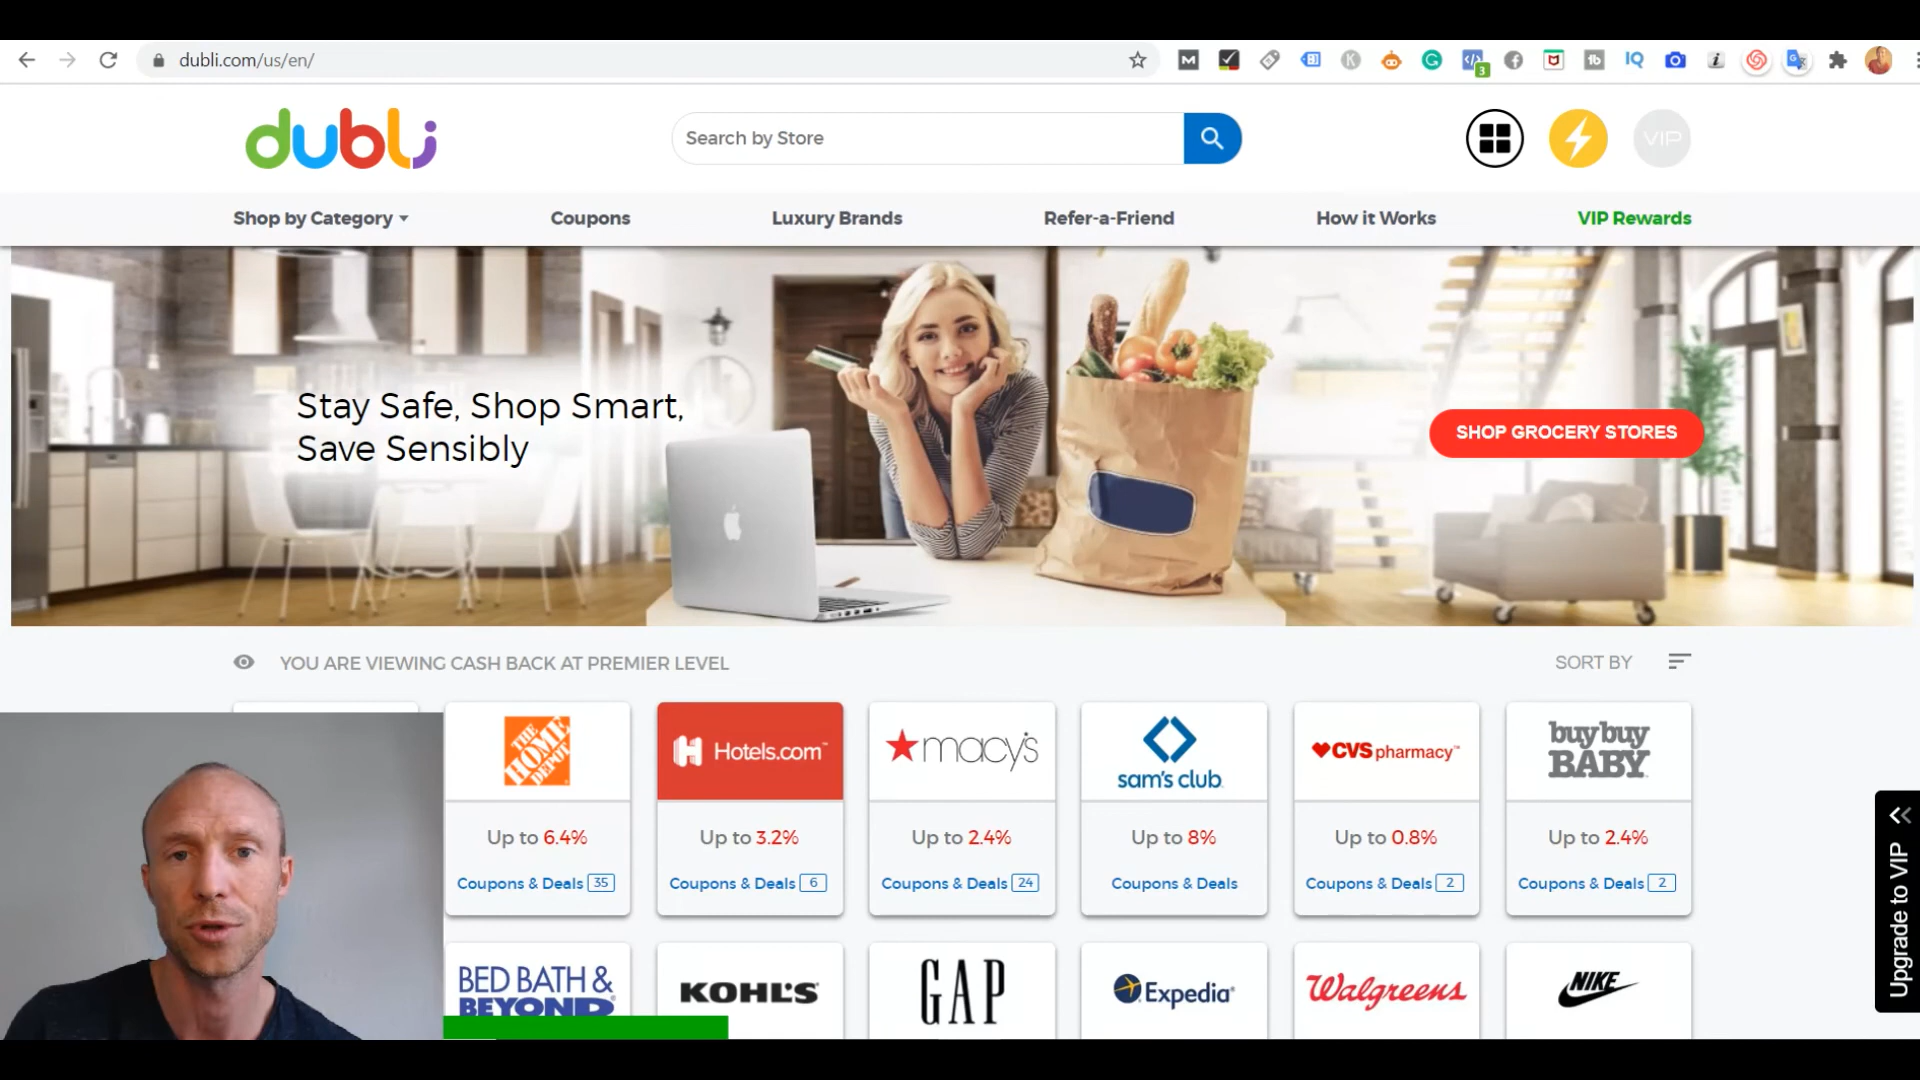 dubli.com/us/en/
3
dubli
Search by Store
VIP
Shop by Category
Coupons
Luxury Brands
Refer-a-Friend
How it Works
VIP Rewards
Stay Safe, Shop Smart,
Save Sensibly
SHOP GROCERY STORES
YOU ARE VIEWING CASH BACK AT PREMIER LEVEL
SORT BY
THE HOME DEPOT
Hotels.com
macy's
sam's club
CVS pharmacy
buybuy
BABY
Up to 6.4%
Up to 3.2%
Up to 2.4%
Up to 8%
Up to 0.8%
Up to 2.4%
Coupons & Deals 35
Coupons & Deals 6
Coupons & Deals 24
Coupons & Deals
Coupons & Deals 2
Coupons & Deals 2
Upgrade to VIP
BED BATH &
BEYOND
KOHL'S
GAP
Expedia
Walgreens
NIKE